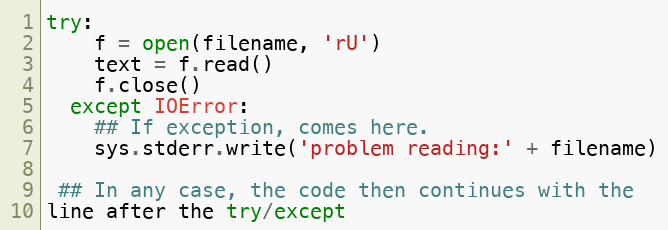 1 try:
2     f = open(filename, 'rU')
3     text = f.read()
4     f.close()
5   except IOError:
6     ## If exception, comes here.
7     sys.stderr.write('problem reading:' + filename)
8
9  ## In any case, the code then continues with the
10 line after the try/except